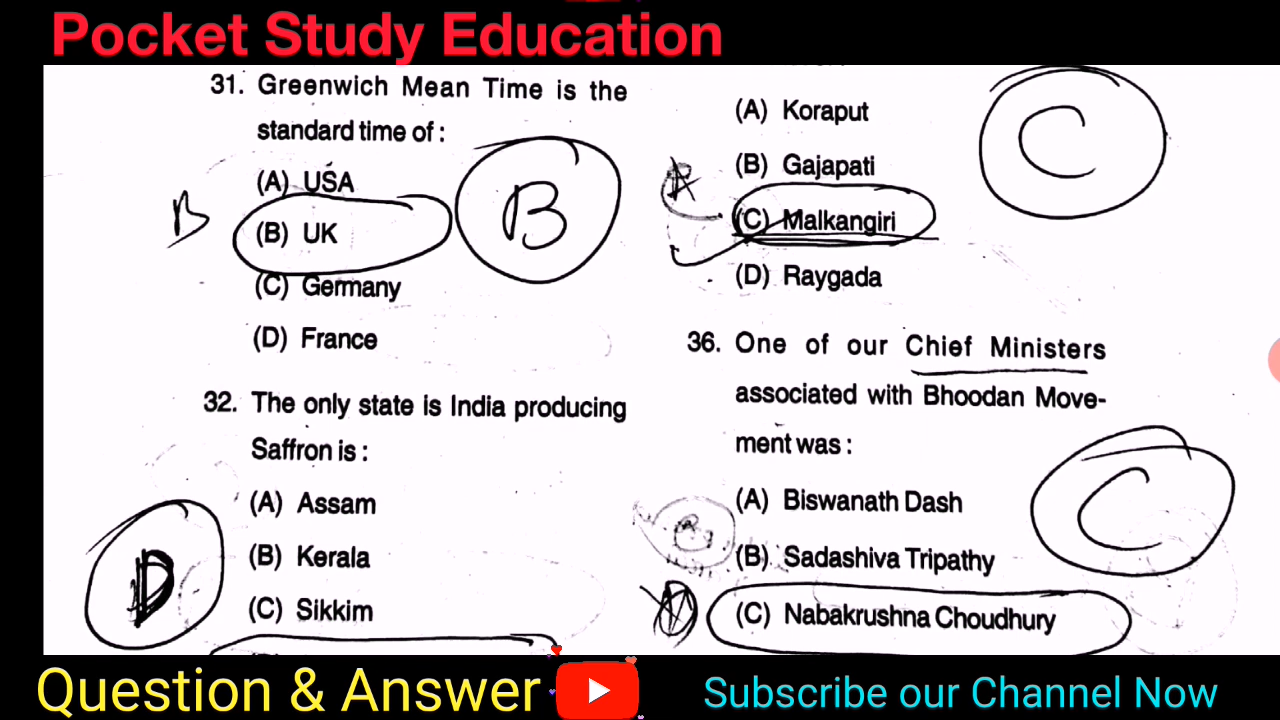 Pocket Study Education
31. Greenwich Mean Time is the
standard time of :
(A) USA
(B) UK
(C) Germany
(D) France
B
B
32. The only state is India producing
Saffron is :
(A) Assam
(B) Kerala
(C) Sikkim
D
(A) Koraput
(B) Gajapati
(C) Malkangiri
(D) Raygada
C
36. One of our Chief Ministers
associated with Bhoodan Move-
ment was :
(A) Biswanath Dash
(B) Sadashiva Tripathy
(C) Nabakrushna Choudhury
C
Question & Answer
Subscribe our Channel Now